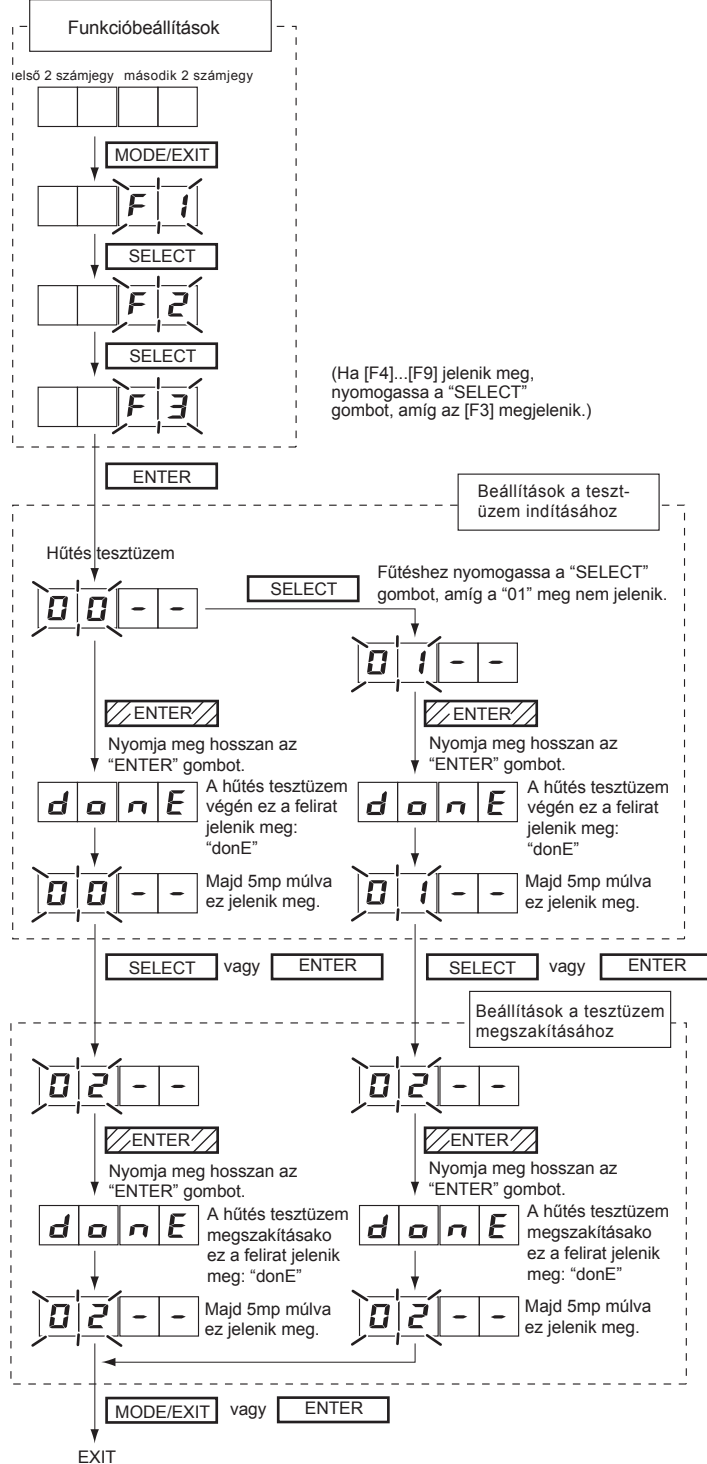 Funkcióbeállítások
első 2 számjegy második 2 számjegy
MODE/EXIT
F 1
SELECT
F 2
SELECT
F 3
(Ha [F4]...[F9] jelenik meg,
nyomogassa a “SELECT”
gombot, amíg az [F3] megjelenik.)
ENTER
Beállítások a teszt-
üzem indításához
Hűtés tesztüzem
0 0 - -
SELECT
Fűtéshez nyomogassa a “SELECT”
gombot, amíg a “01” meg nem jelenik.
0 1 - -
ENTER
Nyomja meg hosszan az
“ENTER” gombot.
d o n E
A hűtés tesztüzem
végén ez a felirat
jelenik meg:
“donE”
0 0 - -
Majd 5mp múlva
ez jelenik meg.
ENTER
Nyomja meg hosszan az
“ENTER” gombot.
d o n E
A hűtés tesztüzem
végén ez a felirat
jelenik meg:
“donE”
0 1 - -
Majd 5mp múlva
ez jelenik meg.
SELECT vagy ENTER
SELECT vagy ENTER
Beállítások a tesztüzem
megszakításához
0 2 - -
ENTER
Nyomja meg hosszan az
“ENTER” gombot.
d o n E
A hűtés tesztüzem
megszakításako
ez a felirat jelenik
meg: “donE”
0 2 - -
Majd 5mp múlva
ez jelenik meg.
0 2 - -
ENTER
Nyomja meg hosszan az
“ENTER” gombot.
d o n E
A hűtés tesztüzem
megszakításako
ez a felirat jelenik
meg: “donE”
0 2 - -
Majd 5mp múlva
ez jelenik meg.
MODE/EXIT vagy ENTER
EXIT